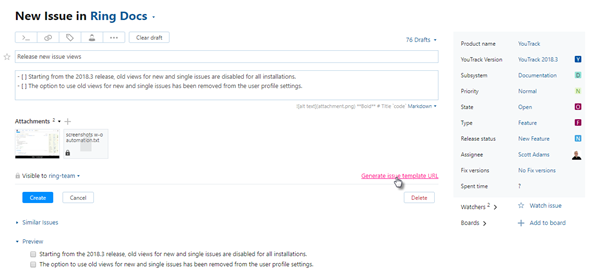 New Issue in Ring Docs
Clear draft
76 Drafts
Release new issue views
- [ ] Starting from the 2018.3 release, old views for new and single issues are disabled for all installations.
- [ ] The option to use old views for new and single issues has been removed from the user profile settings.
![alt text](attachment.png) **Bold** # Title `code` Markdown
Attachments 2
screenshots w-o automation.txt
Visible to ring-team
Generate issue template URL
Create Cancel Delete
Similar issues
Preview
Starting from the 2018.3 release, old views for new and single issues are disabled for all installations.
The option to use old views for new and single issues has been removed from the user profile settings.
Product name YouTrack
YouTrack Version YouTrack 2018.3 Y
Subsystem Documentation D
Priority Normal N
State Open O
Type Feature F
Release status New Feature N
Assignee Scott Adams
Fix versions No Fix versions
Spent time ?
Watchers 2 Watch issue
Boards Add to board